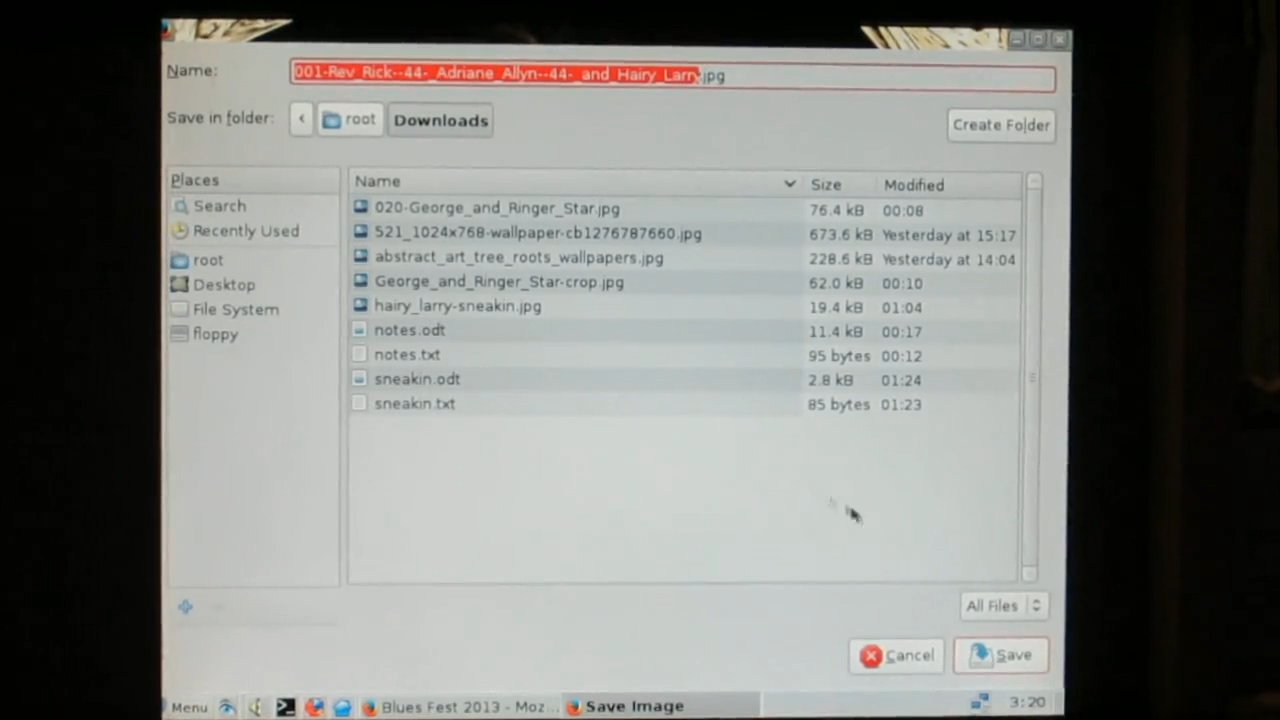 Name: 001-Rev_Rick--44-_Adriane_Allyn--44-_and_Hairy_Larry.jpg
Save in folder: root Downloads Create Folder
Places
Search
Recently Used
root
Desktop
File System
floppy
Name Size Modified
020-George_and_Ringer_Star.jpg 76.4 kB 00:08
521_1024x768-wallpaper-cb1276787660.jpg 673.6 kB Yesterday at 15:17
abstract_art_tree_roots_wallpapers.jpg 228.6 kB Yesterday at 14:04
George_and_Ringer_Star-crop.jpg 62.0 kB 00:10
hairy_larry-sneakin.jpg 19.4 kB 01:04
notes.odt 11.4 kB 00:17
notes.txt 95 bytes 00:12
sneakin.odt 2.8 kB 01:24
sneakin.txt 85 bytes 01:23
All Files
Cancel Save
Menu Blues Fest 2013 - Moz... Save Image 3:20